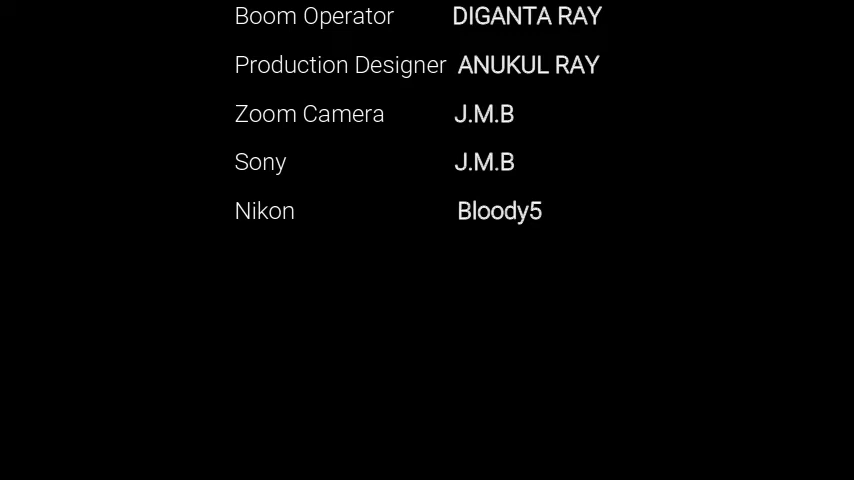 Boom Operator DIGANTA RAY
Production Designer ANUKUL RAY
Zoom Camera J.M.B
Sony J.M.B
Nikon Bloody5